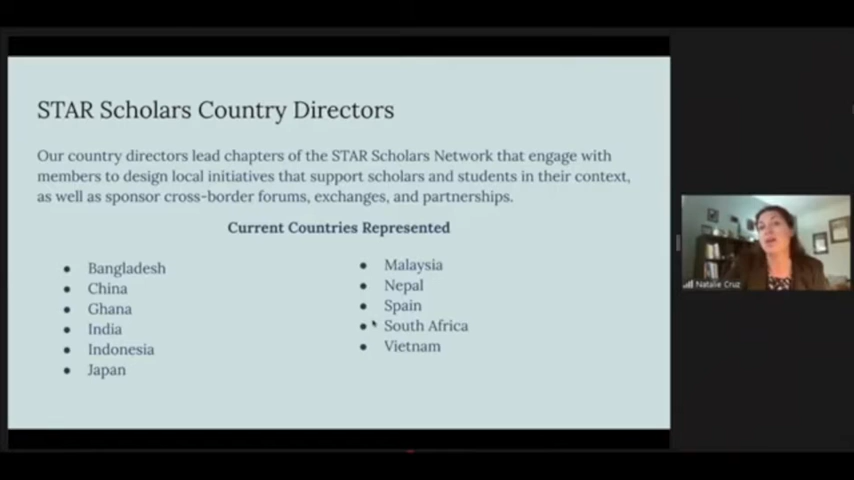 STAR Scholars Country Directors
Our country directors lead chapters of the STAR Scholars Network that engage with
members to design local initiatives that support scholars and students in their context,
as well as sponsor cross-border forums, exchanges, and partnerships.
Current Countries Represented
Bangladesh
China
Ghana
India
Indonesia
Japan
Malaysia
Nepal
Spain
South Africa
Vietnam
Natalie Cruz